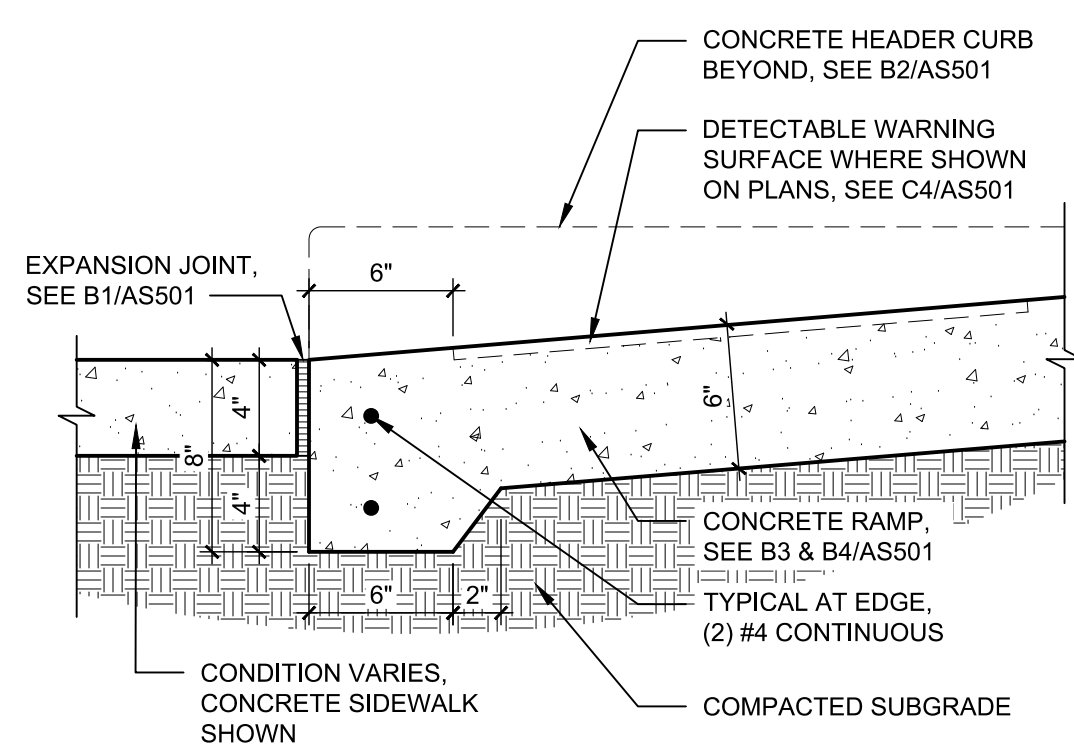 CONCRETE HEADER CURB
BEYOND, SEE B2/AS501
DETECTABLE WARNING
SURFACE WHERE SHOWN
ON PLANS, SEE C4/AS501
EXPANSION JOINT,
SEE B1/AS501
6"
4"
8"
4"
6"
6"
2"
CONCRETE RAMP,
SEE B3 & B4/AS501
TYPICAL AT EDGE,
(2) #4 CONTINUOUS
CONDITION VARIES,
CONCRETE SIDEWALK
SHOWN
COMPACTED SUBGRADE